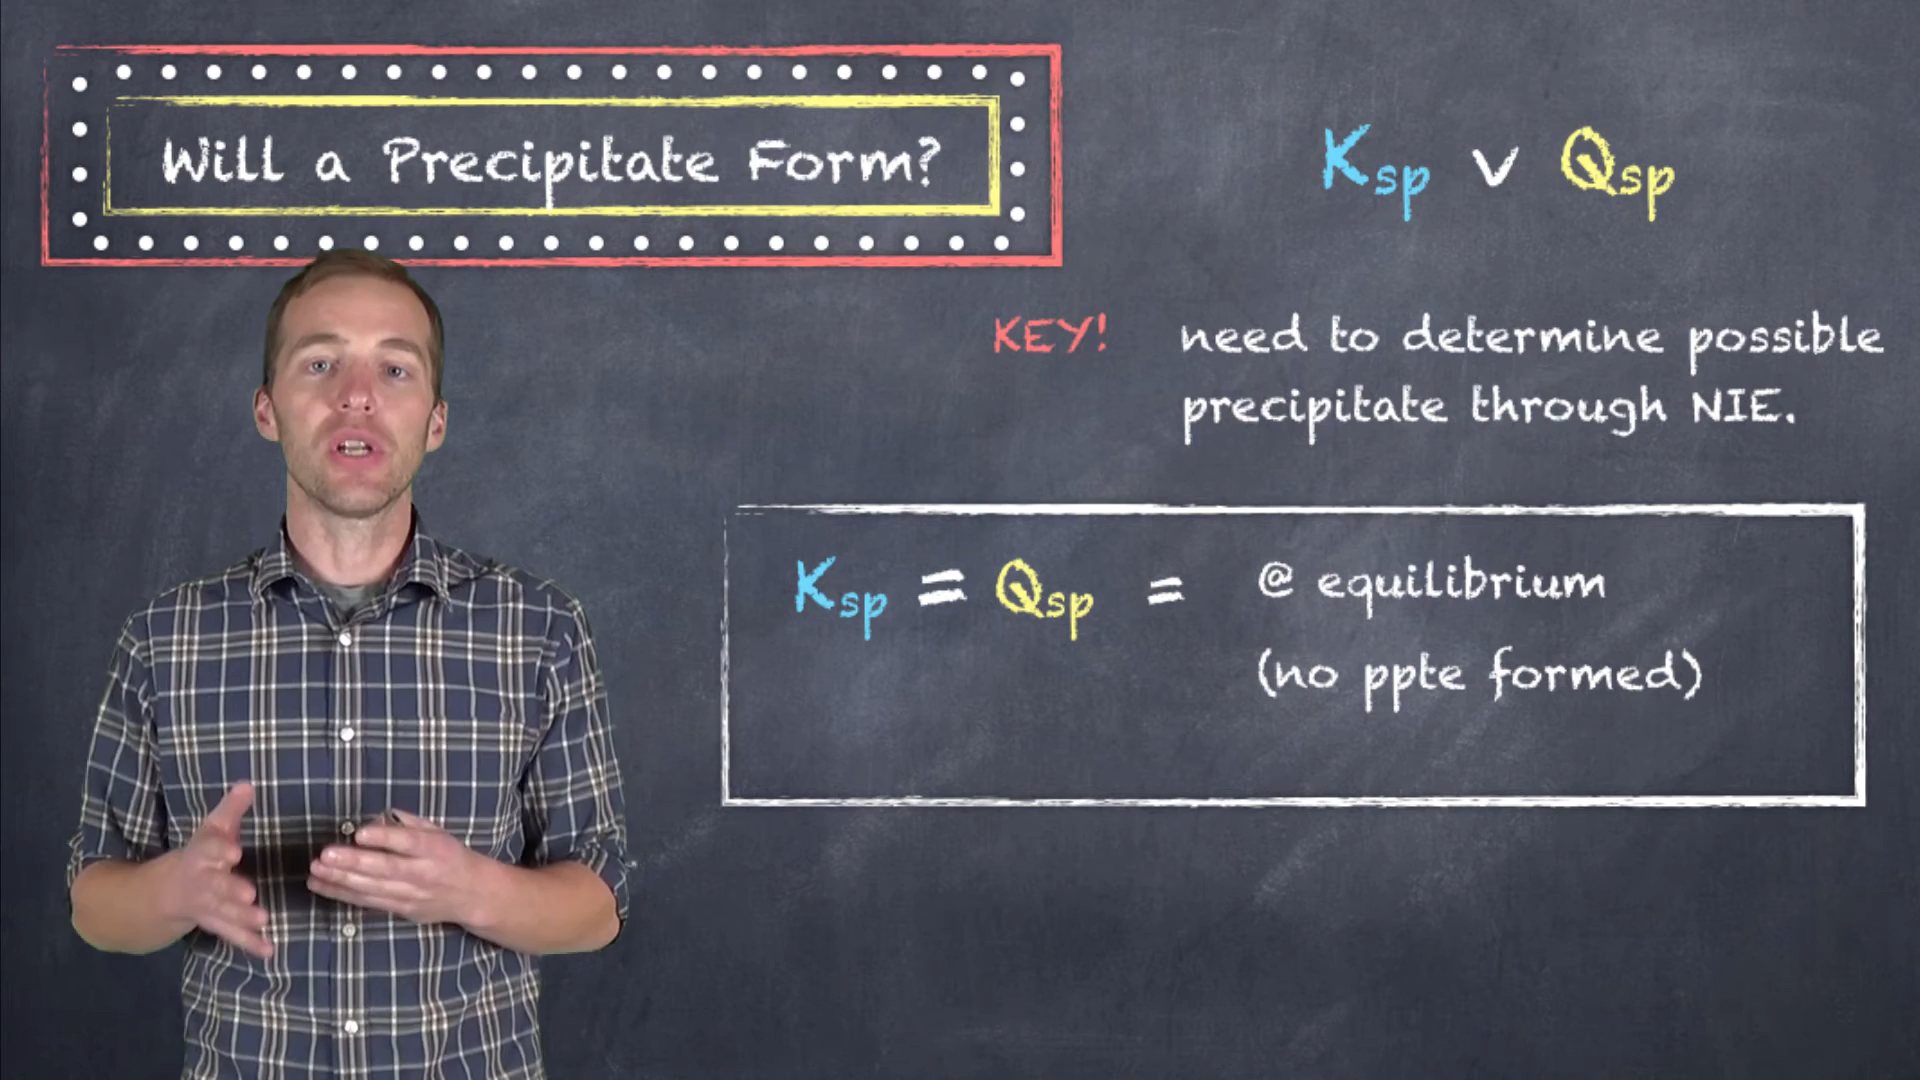 Will a Precipitate Form?
Ksp v Qsp
KEY! need to determine possible
precipitate through NIE.
Ksp = Qsp = @ equilibrium
(no ppte formed)